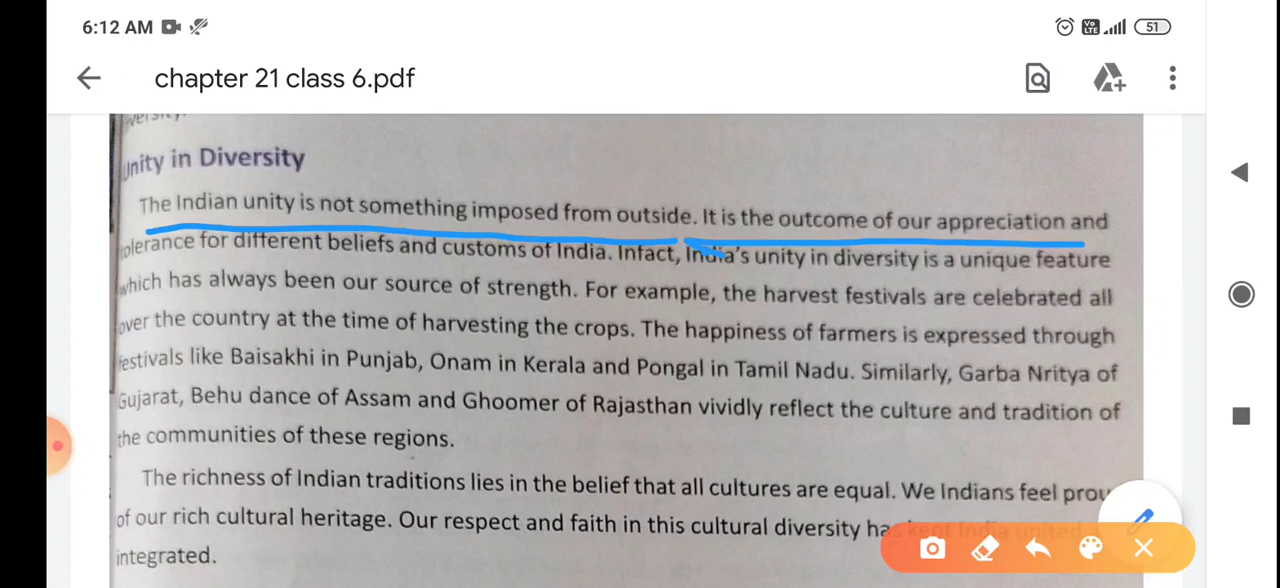 6:12 AM
Vo LTE
51
chapter 21 class 6.pdf
Unity in Diversity
The Indian unity is not something imposed from outside. It is the outcome of our appreciation and
tolerance for different beliefs and customs of India. Infact, India's unity in diversity is a unique feature
which has always been our source of strength. For example, the harvest festivals are celebrated all
over the country at the time of harvesting the crops. The happiness of farmers is expressed through
festivals like Baisakhi in Punjab, Onam in Kerala and Pongal in Tamil Nadu. Similarly, Garba Nritya of
Gujarat, Behu dance of Assam and Ghoomer of Rajasthan vividly reflect the culture and tradition of
the communities of these regions.
The richness of Indian traditions lies in the belief that all cultures are equal. We Indians feel prou
of our rich cultural heritage. Our respect and faith in this cultural diversity has kept India united
integrated.